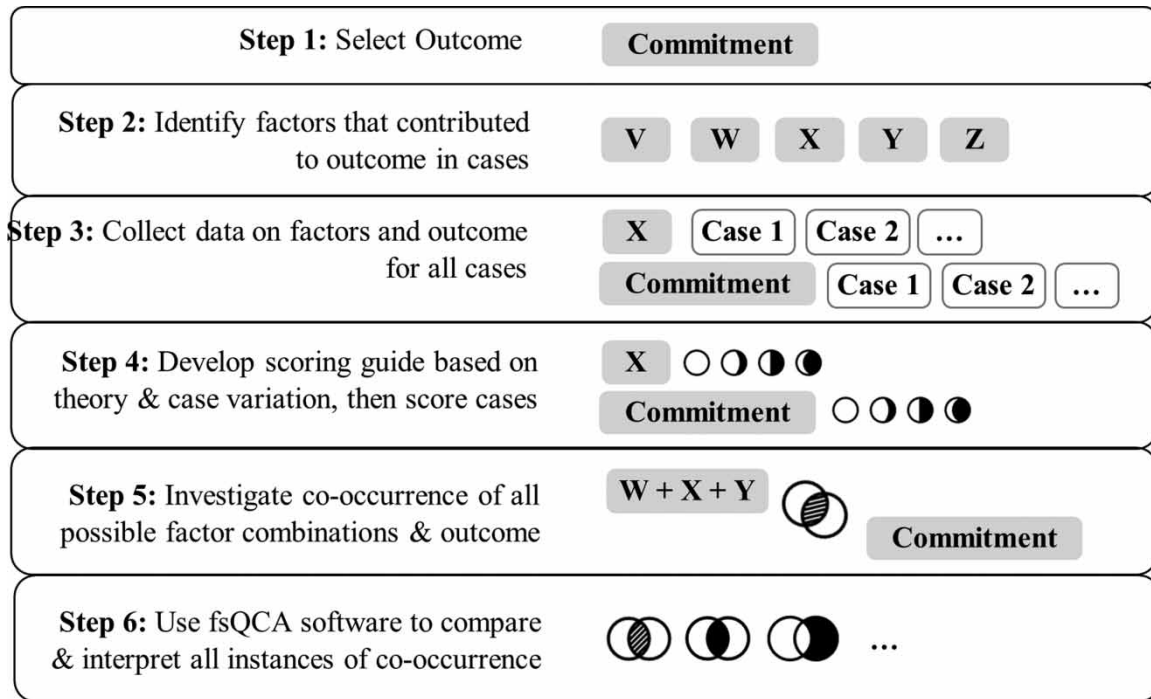 Step 1: Select Outcome
Commitment
Step 2: Identify factors that contributed
to outcome in cases
V W X Y Z
Step 3: Collect data on factors and outcome
for all cases
X Case 1 Case 2 ...
Commitment Case 1 Case 2 ...
Step 4: Develop scoring guide based on
theory & case variation, then score cases
X
Commitment
Step 5: Investigate co-occurrence of all
possible factor combinations & outcome
W + X + Y
Commitment
Step 6: Use fsQCA software to compare
& interpret all instances of co-occurrence
...